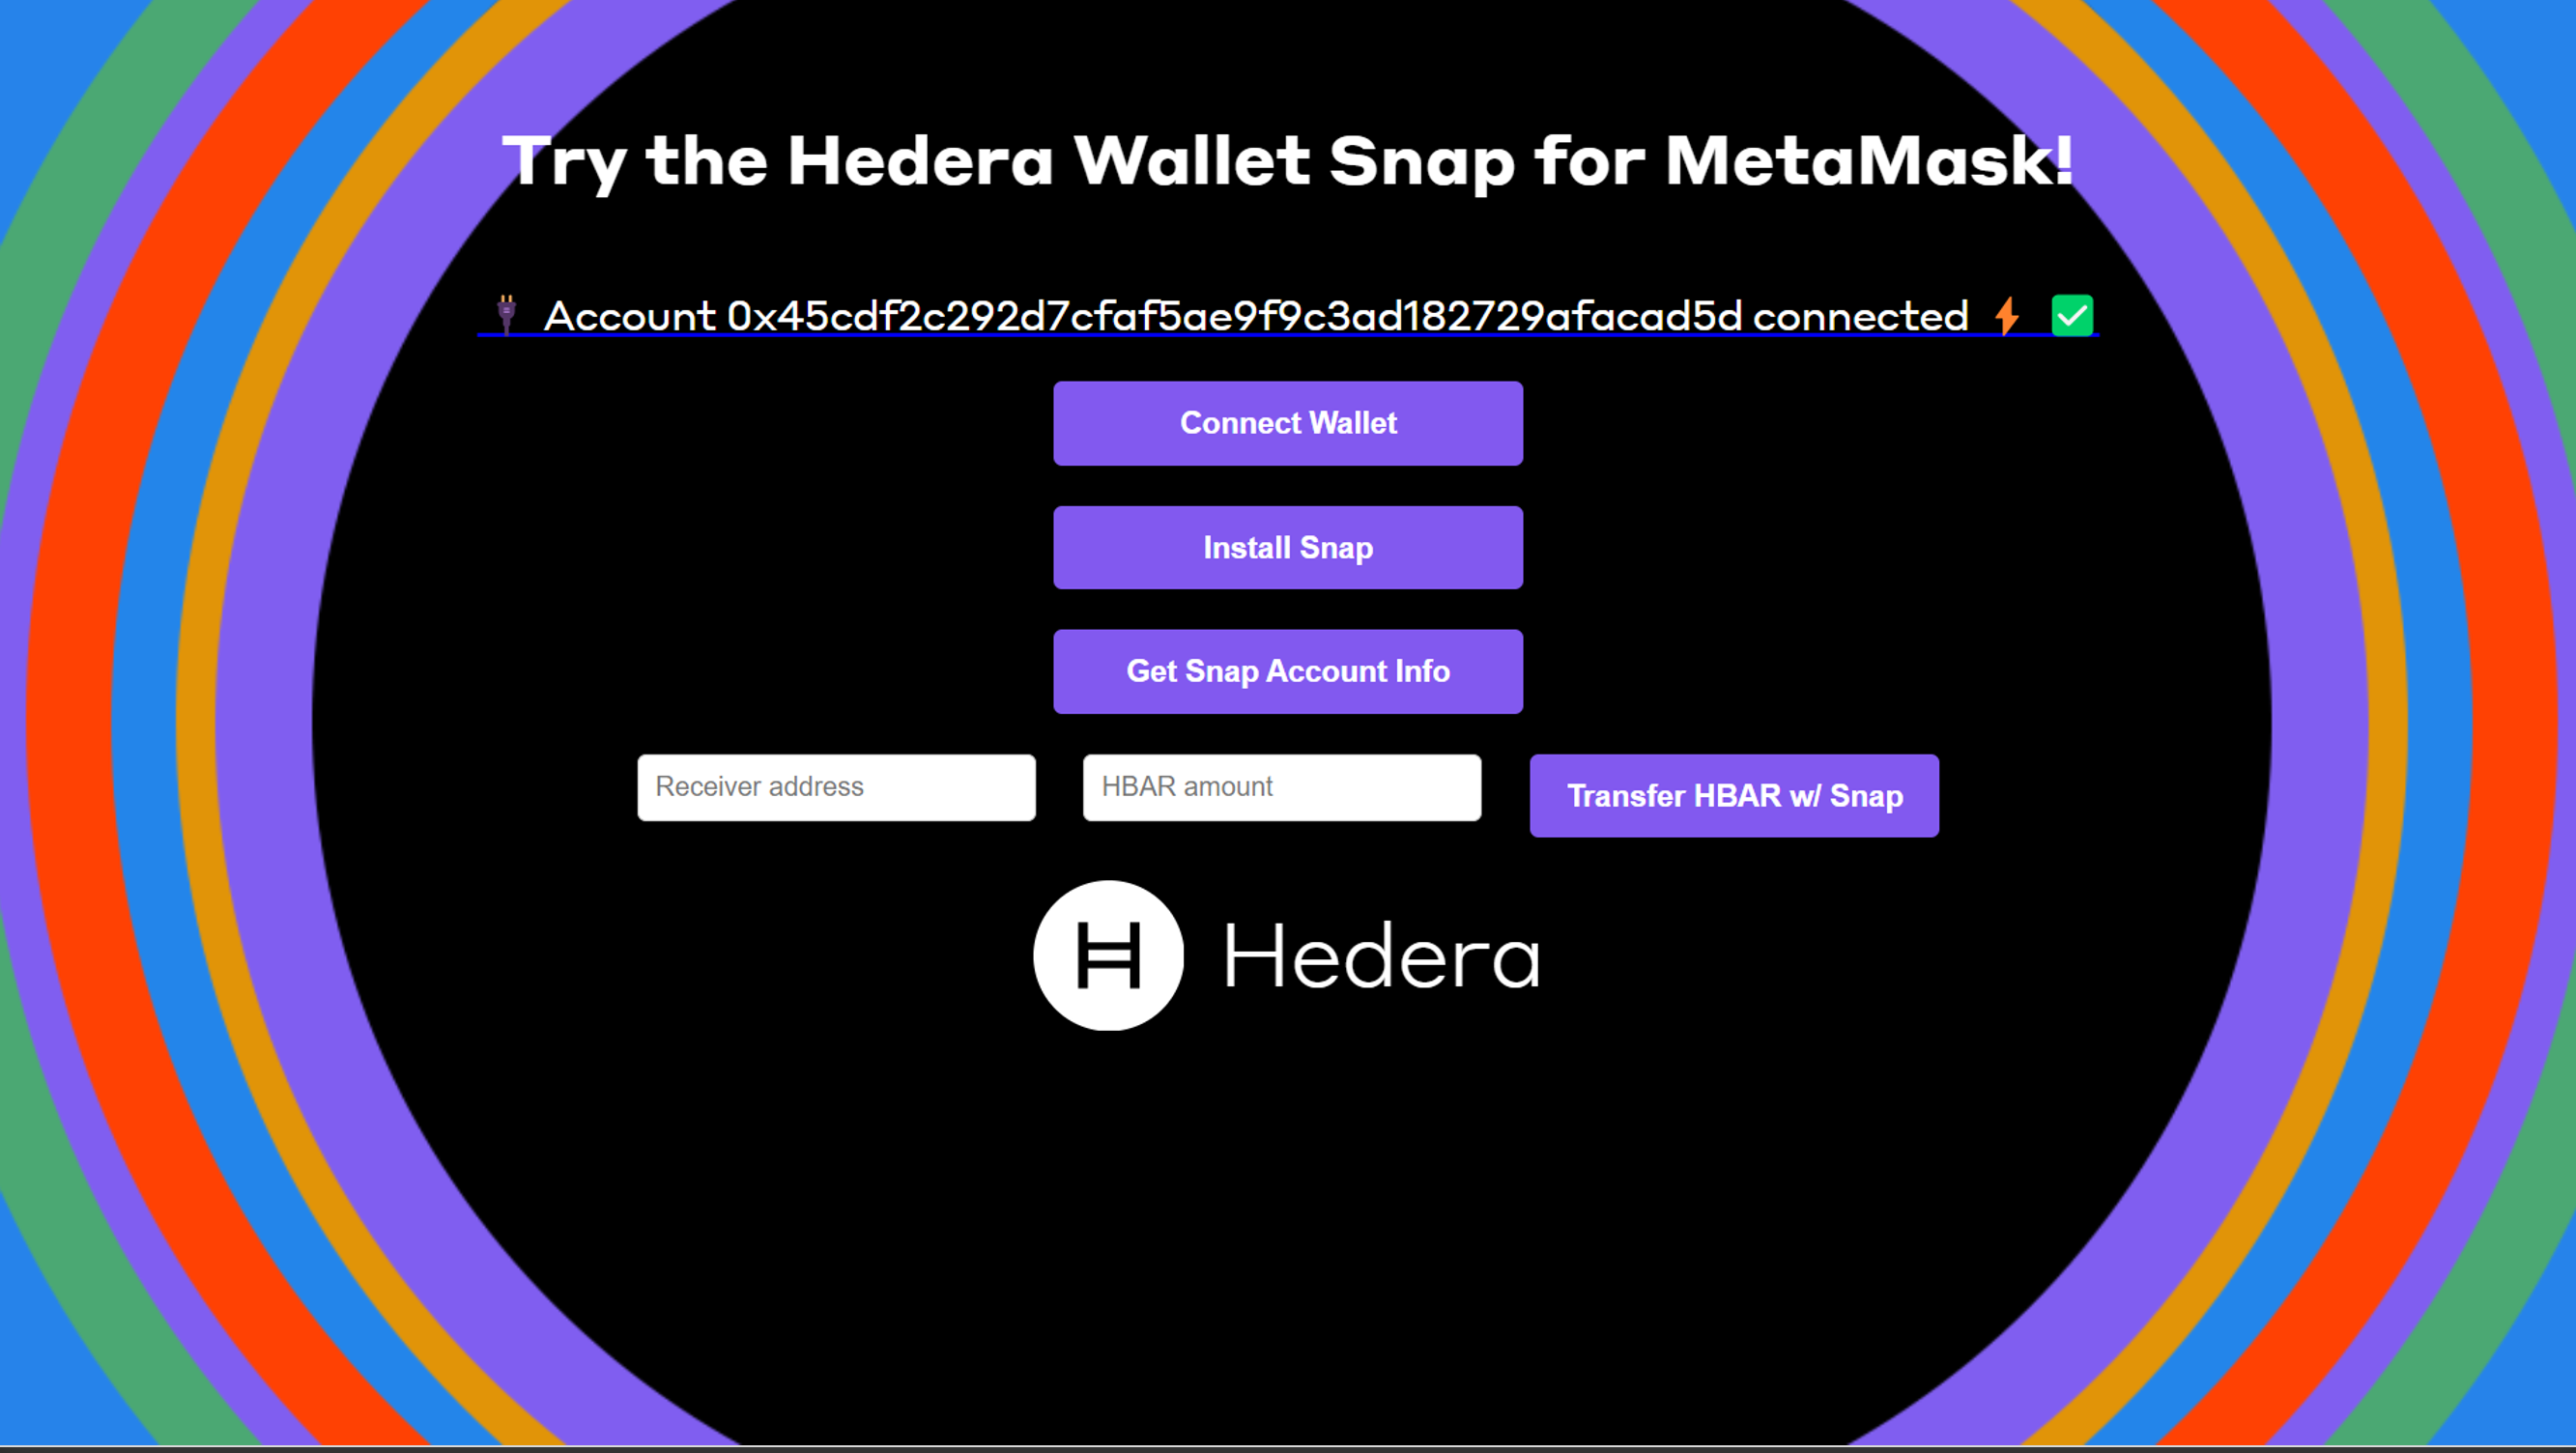 Try the Hedera Wallet Snap for MetaMask!
🔌 Account 0x45cdf2c292d7cfaf5ae9f9c3ad182729afacad5d connected ⚡ ✅
Connect Wallet
Install Snap
Get Snap Account Info
Receiver address
HBAR amount
Transfer HBAR w/ Snap
Hedera